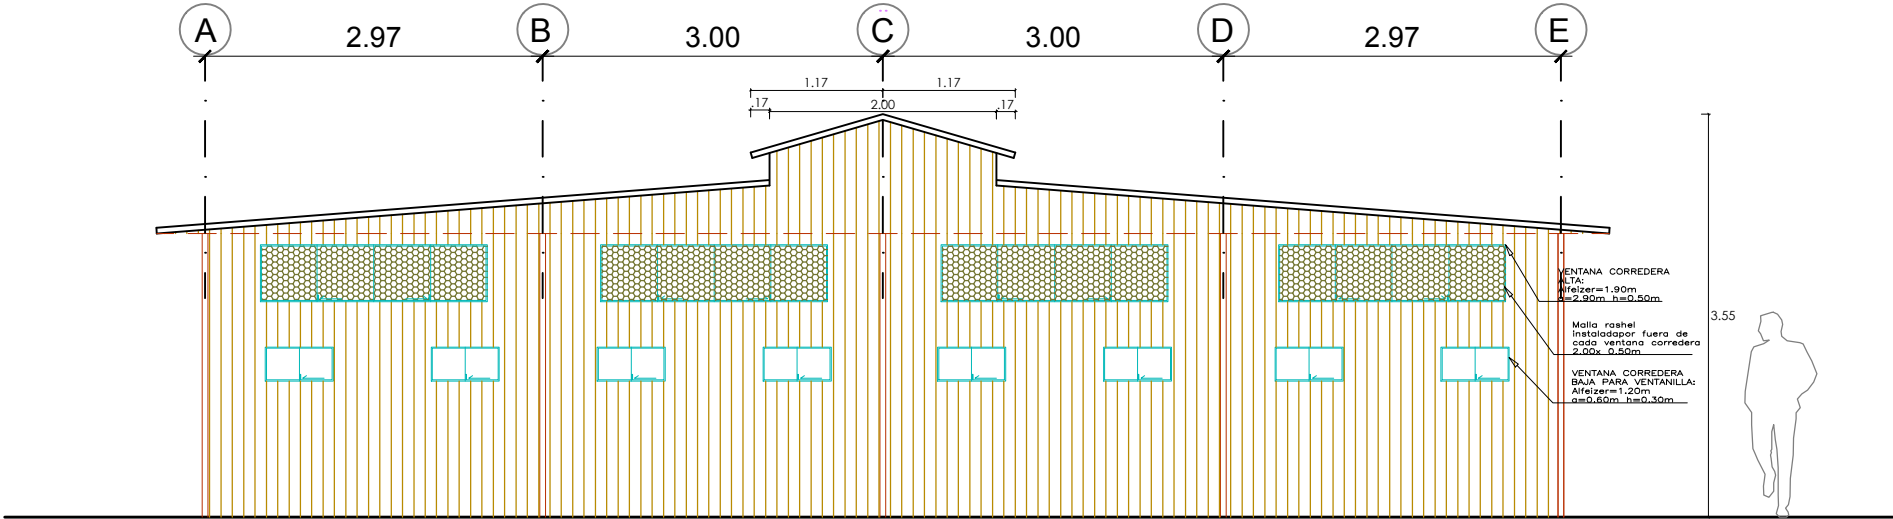 A 2.97 B 3.00 C 3.00 D 2.97 E
1.17 1.17
.17 2.00 .17
VENTANA CORREDERA
ALTA:
Alfeizer=1.90m
a=2.90m h=0.50m
3.55
Malla rashel
instaladapor fuera de
cada ventana corredera
2.00x 0.50m
VENTANA CORREDERA
BAJA PARA VENTANILLA:
Alfeizer=1.20m
a=0.60m h=0.30m